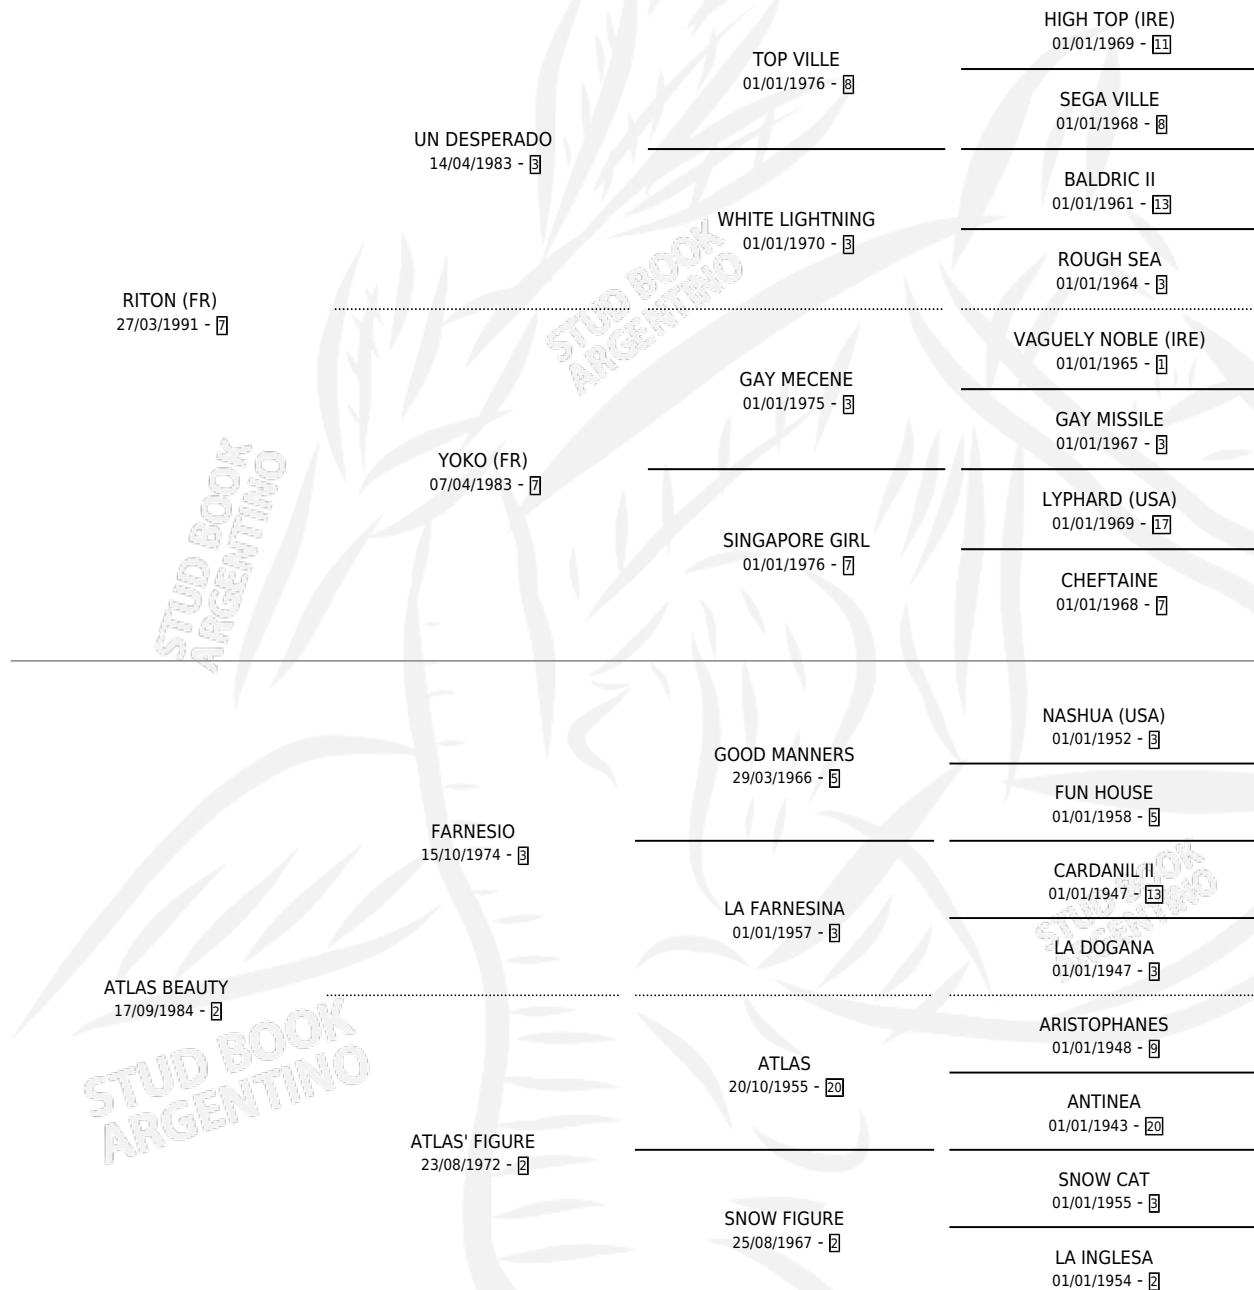 HIGH TOP (IRE)
01/01/1969 - 11
TOP VILLE
01/01/1976 - 8
SEGA VILLE
01/01/1968 - 8
UN DESPERADO
14/04/1983 - 3
BALDRIC II
01/01/1961 - 13
WHITE LIGHTNING
01/01/1970 - 3
ROUGH SEA
01/01/1964 - 3
RITON (FR)
27/03/1991 - 7
VAGUELY NOBLE (IRE)
01/01/1965 - 1
GAY MECENE
01/01/1975 - 3
GAY MISSILE
01/01/1967 - 3
YOKO (FR)
07/04/1983 - 7
LYPHARD (USA)
01/01/1969 - 17
SINGAPORE GIRL
01/01/1976 - 7
CHEFTAINE
01/01/1968 - 7
NASHUA (USA)
01/01/1952 - 3
GOOD MANNERS
29/03/1966 - 5
FUN HOUSE
01/01/1958 - 5
FARNESIO
15/10/1974 - 3
CARDANIL II
01/01/1947 - 13
LA FARNESINA
01/01/1957 - 3
LA DOGANA
01/01/1947 - 3
ATLAS BEAUTY
17/09/1984 - 2
ARISTOPHANES
01/01/1948 - 9
ATLAS
20/10/1955 - 20
ANTINEA
01/01/1943 - 20
ATLAS' FIGURE
23/08/1972 - 2
SNOW CAT
01/01/1955 - 3
SNOW FIGURE
25/08/1967 - 2
LA INGLESA
01/01/1954 - 2
STUD BOOK
ARGENTINO
STUD BOOK
ARGENTINO
STUD BOOK
ARGENTINO
STUD BOOK
ARGENTINO